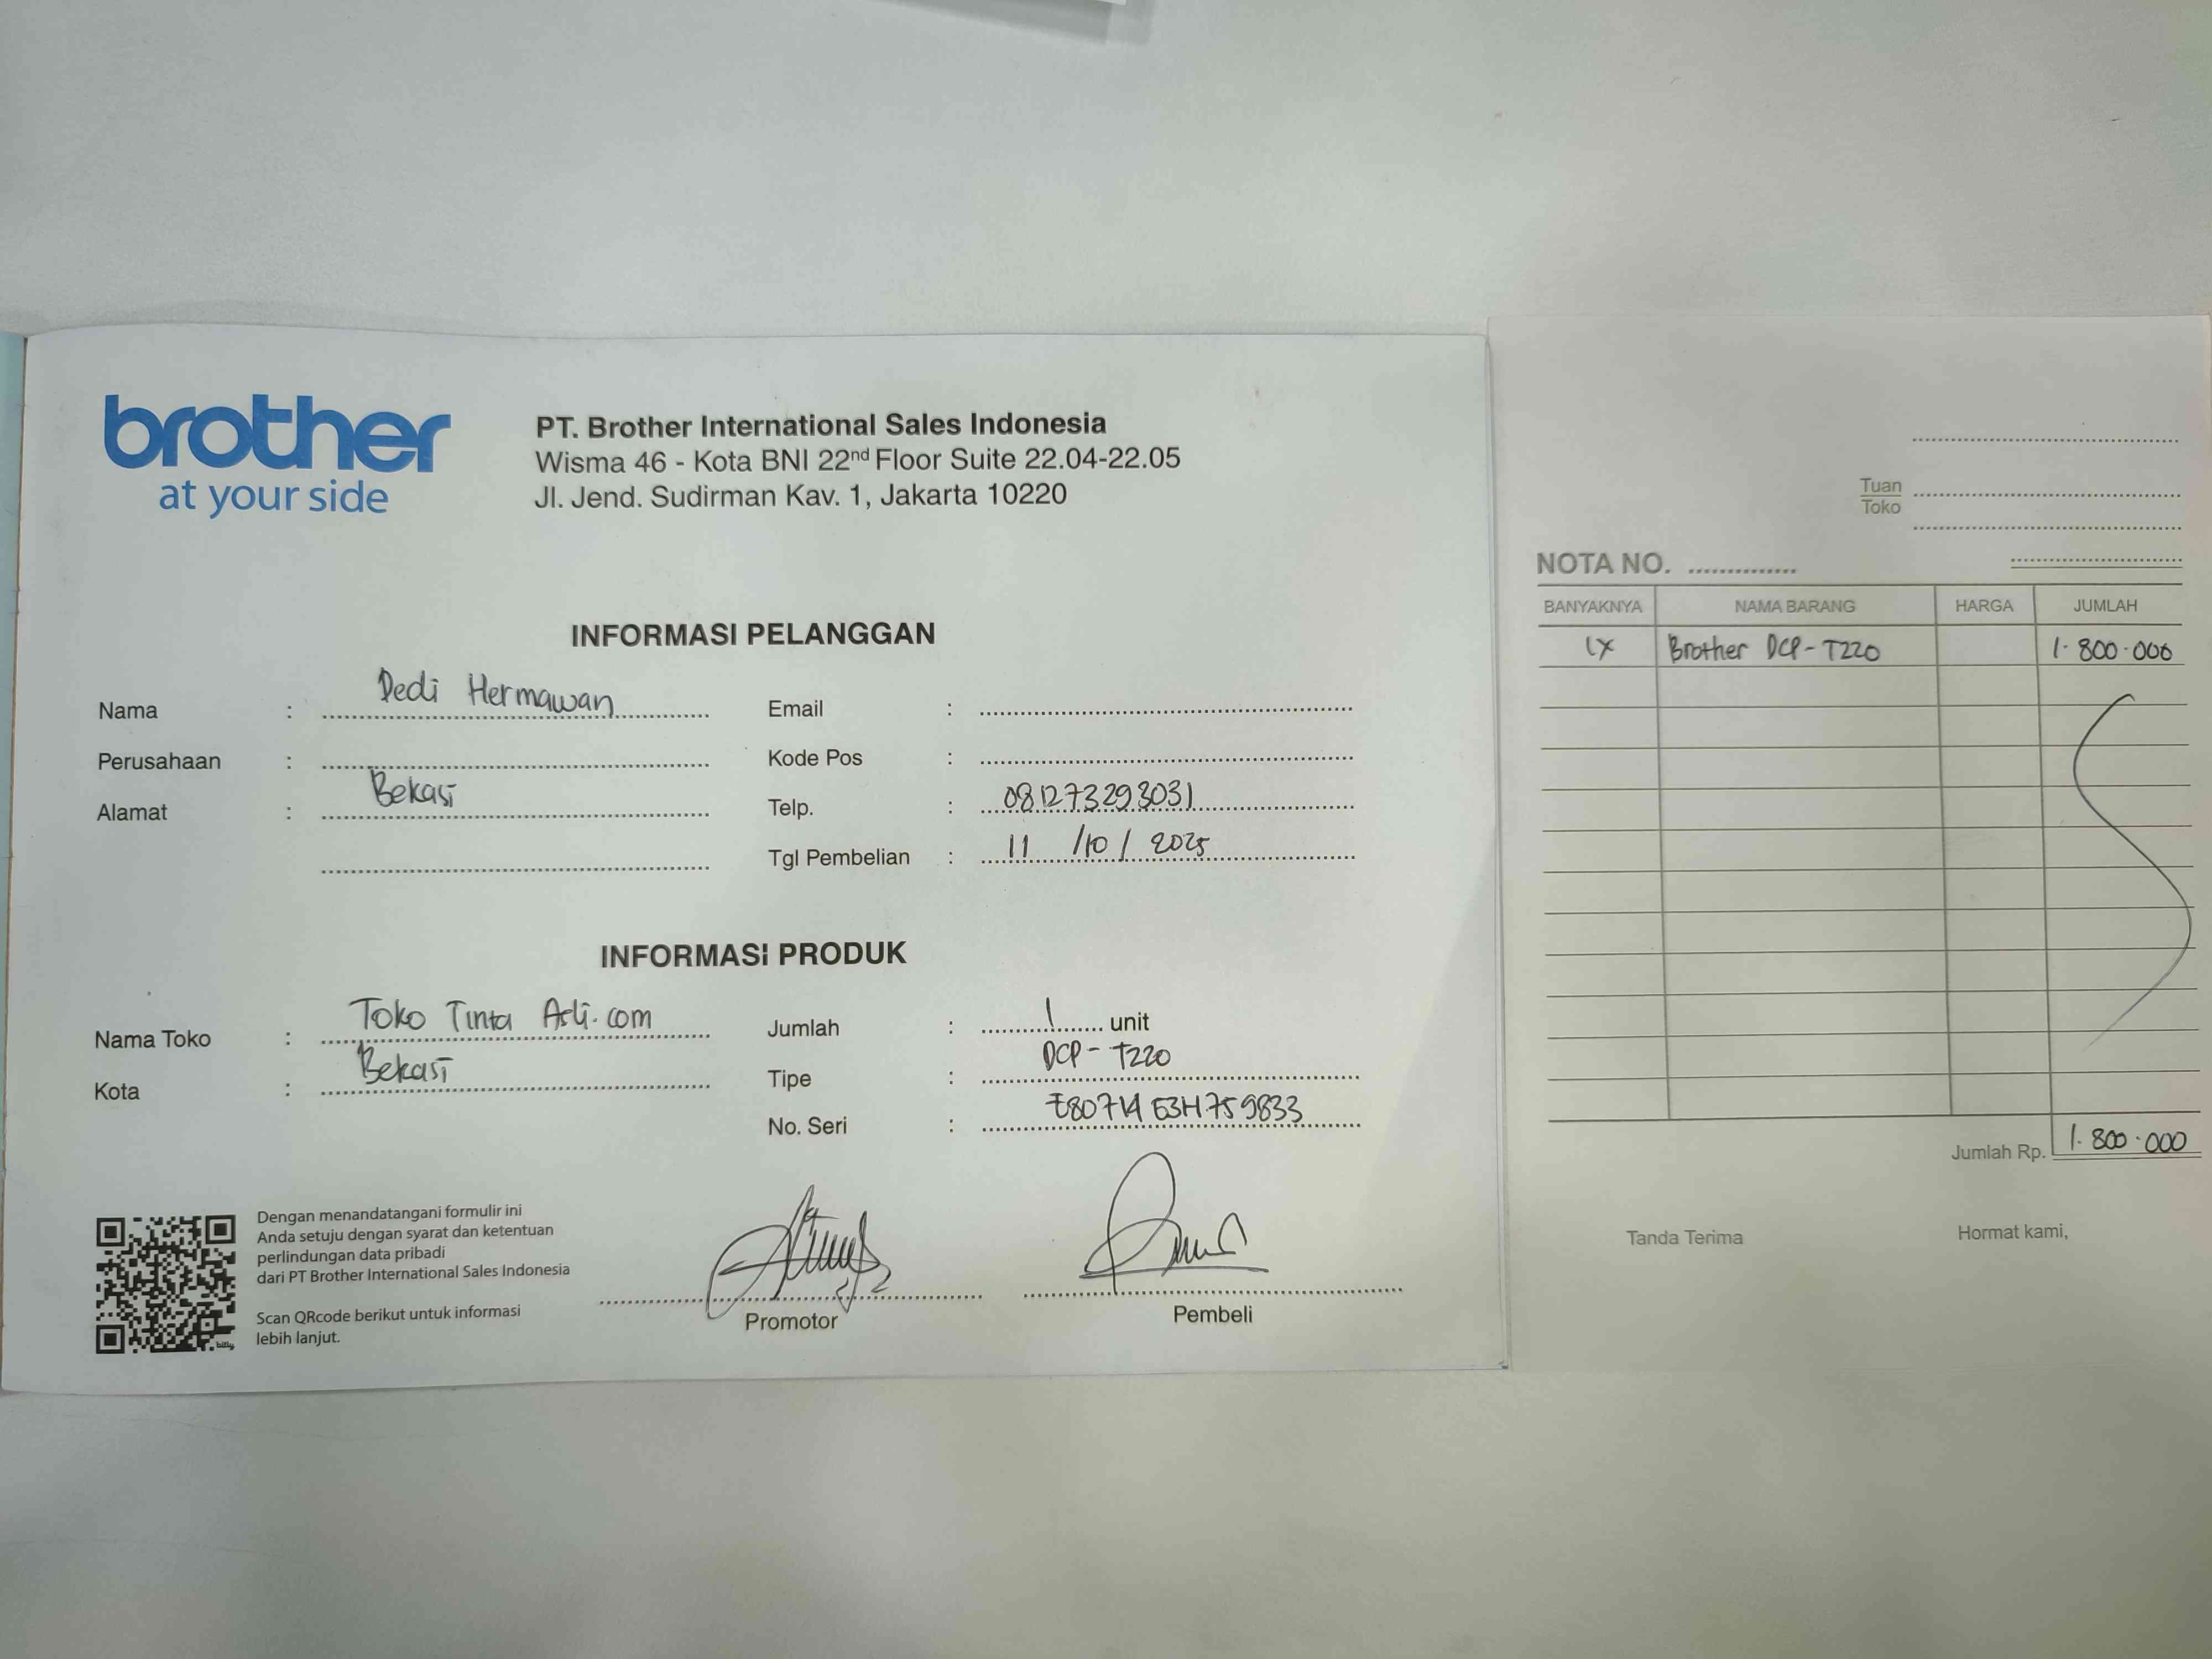 brother
at your side
PT. Brother International Sales Indonesia
Wisma 46 - Kota BNI 22nd Floor Suite 22.04-22.05
Jl. Jend. Sudirman Kav. 1, Jakarta 10220
INFORMASI PELANGGAN
Nama : Dedi Hermawan
Perusahaan :
Alamat : Bekasi
Email :
Kode Pos :
Telp. : 081273293031
Tgl Pembelian : 11 /10 / 2025
INFORMASI PRODUK
Nama Toko : Toko Tinta Asli.com
Kota : Bekasi
Jumlah : 1 unit
Tipe : DCP-T220
No. Seri : E80714E3H759833
Dengan menandatangani formulir ini
Anda setuju dengan syarat dan ketentuan
perlindungan data pribadi
dari PT Brother International Sales Indonesia
Scan QRcode berikut untuk informasi
lebih lanjut.
bitly
Promotor
Pembeli
Tuan
Toko
NOTA NO.
BANYAKNYA NAMA BARANG HARGA JUMLAH
1X Brother DCP-T220 1.800.000
Jumlah Rp. 1.800.000
Tanda Terima
Hormat kami,